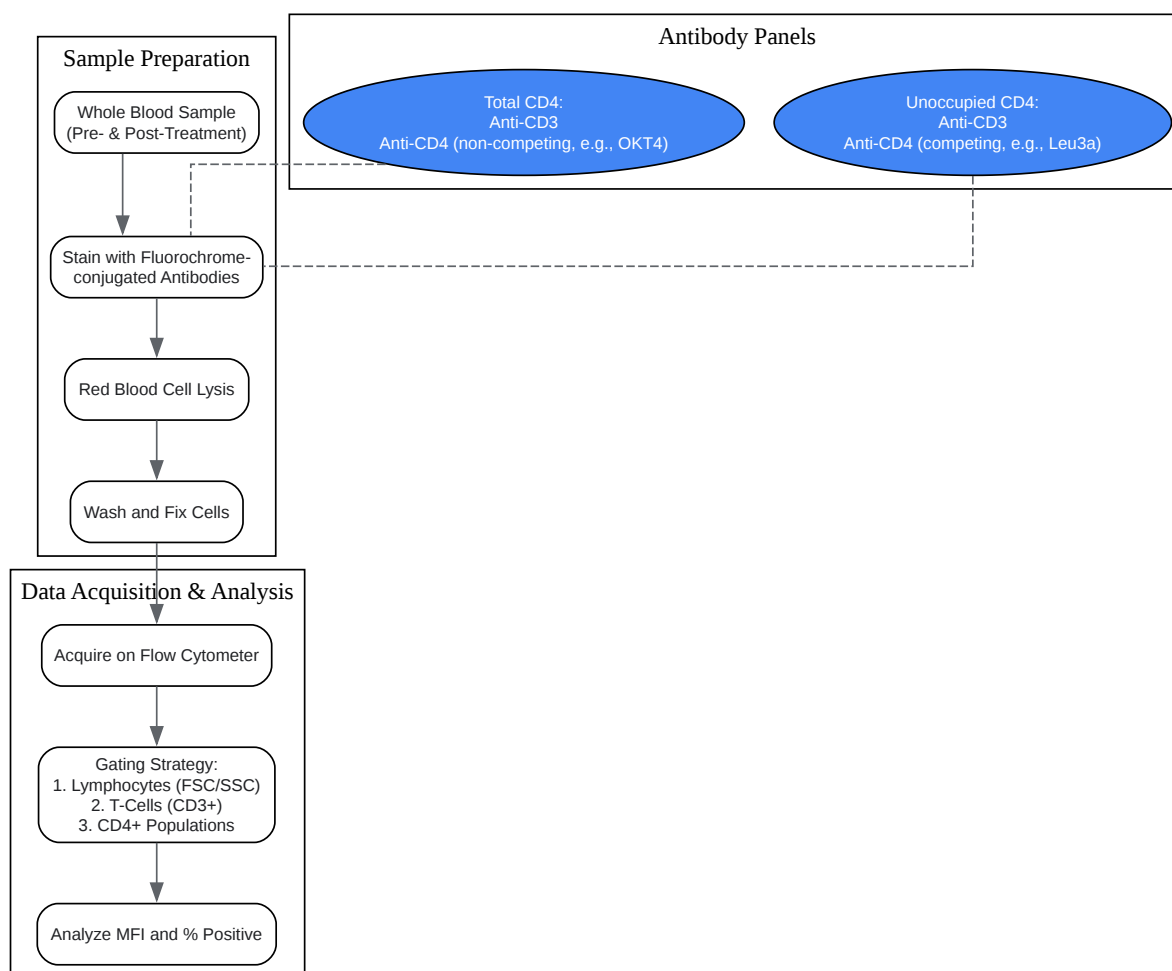 Antibody Panels
Sample Preparation
Total CD4:
Anti-CD3
Anti-CD4 (non-competing, e.g., OKT4)
Unoccupied CD4:
Anti-CD3
Anti-CD4 (competing, e.g., Leu3a)
Whole Blood Sample
(Pre- & Post-Treatment)
Stain with Fluorochrome-
conjugated Antibodies
Red Blood Cell Lysis
Wash and Fix Cells
Data Acquisition & Analysis
Acquire on Flow Cytometer
Gating Strategy:
1. Lymphocytes (FSC/SSC)
2. T-Cells (CD3+)
3. CD4+ Populations
Analyze MFI and % Positive